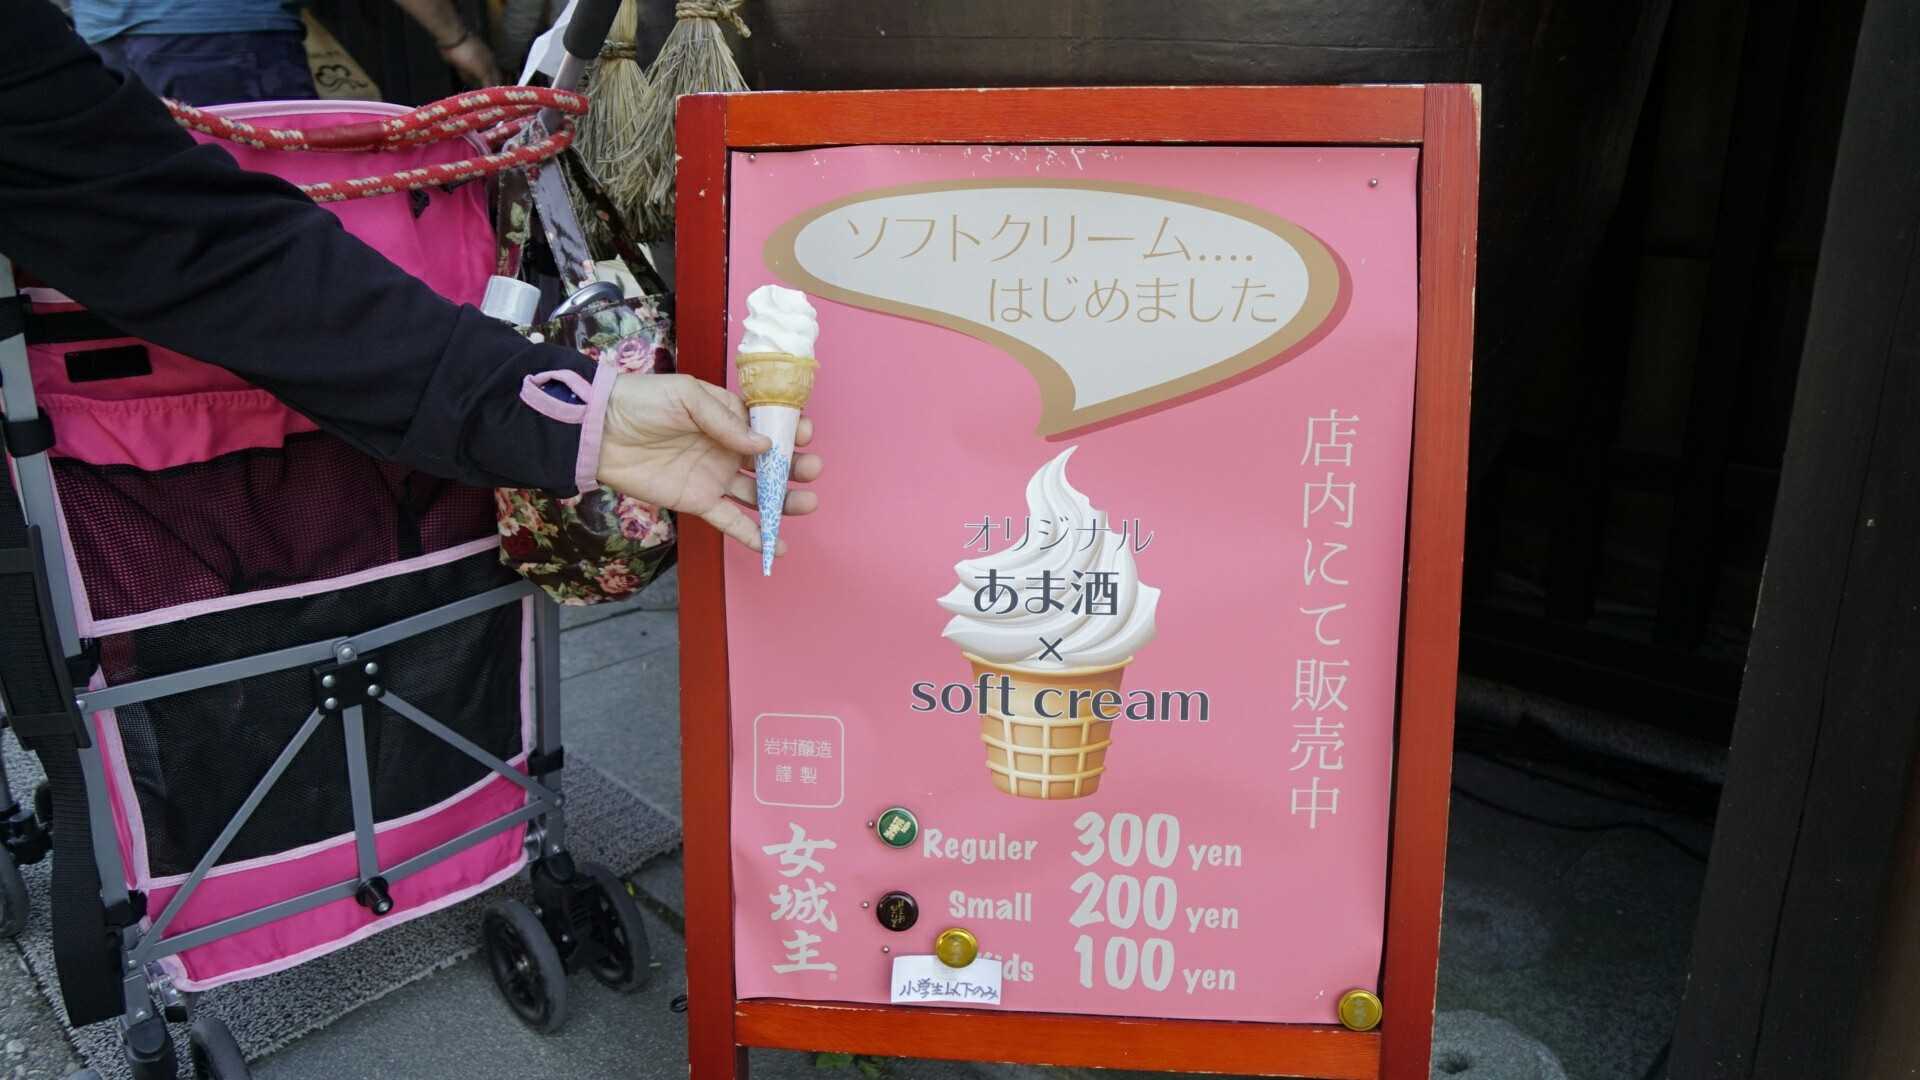 ソフトクリーム....
はじめました
オリジナル
あま酒
×
soft cream
店内にて販売中
岩村醸造
謹製
女城主
Reguler 300 yen
Small 200 yen
Kids 100 yen
小学生以下のみ